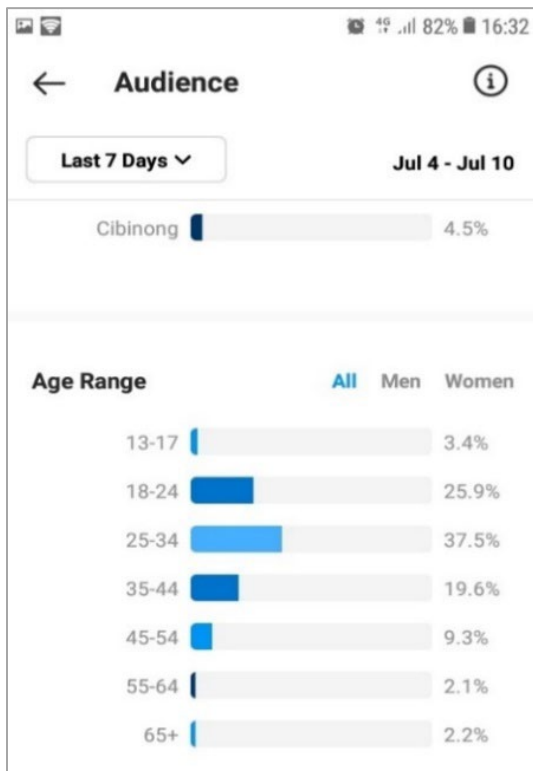 4G 82% 16:32
Audience
Last 7 Days Jul 4 - Jul 10
Cibinong 4.5%
Age Range All Men Women
13-17 3.4%
18-24 25.9%
25-34 37.5%
35-44 19.6%
45-54 9.3%
55-64 2.1%
65+ 2.2%